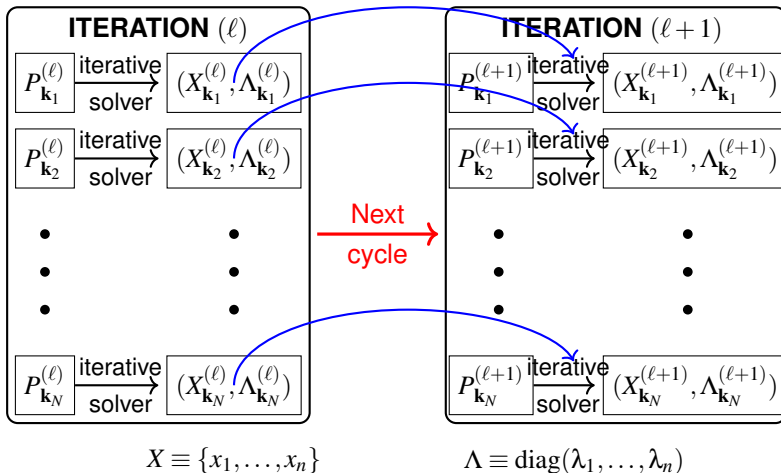 ITERATION (ℓ)
P_{𝐤_1}^{(ℓ)} iterative solver (X_{𝐤_1}^{(ℓ)}, Λ_{𝐤_1}^{(ℓ)})
P_{𝐤_2}^{(ℓ)} iterative solver (X_{𝐤_2}^{(ℓ)}, Λ_{𝐤_2}^{(ℓ)})
P_{𝐤_N}^{(ℓ)} iterative solver (X_{𝐤_N}^{(ℓ)}, Λ_{𝐤_N}^{(ℓ)})
Next
cycle
ITERATION (ℓ+1)
P_{𝐤_1}^{(ℓ+1)} iterative solver (X_{𝐤_1}^{(ℓ+1)}, Λ_{𝐤_1}^{(ℓ+1)})
P_{𝐤_2}^{(ℓ+1)} iterative solver (X_{𝐤_2}^{(ℓ+1)}, Λ_{𝐤_2}^{(ℓ+1)})
P_{𝐤_N}^{(ℓ+1)} iterative solver (X_{𝐤_N}^{(ℓ+1)}, Λ_{𝐤_N}^{(ℓ+1)})
X ≡ {x_1,…,x_n}
Λ ≡ diag(λ_1,…,λ_n)